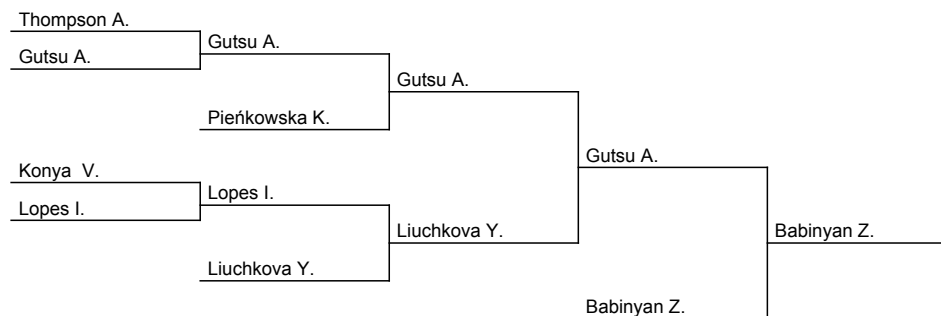 Thompson A.
Gutsu A.
Gutsu A.
Gutsu A.
Pieńkowska K.
Gutsu A.
Konya  V.
Lopes I.
Lopes I.
Liuchkova Y.
Babinyan Z.
Liuchkova Y.
Babinyan Z.